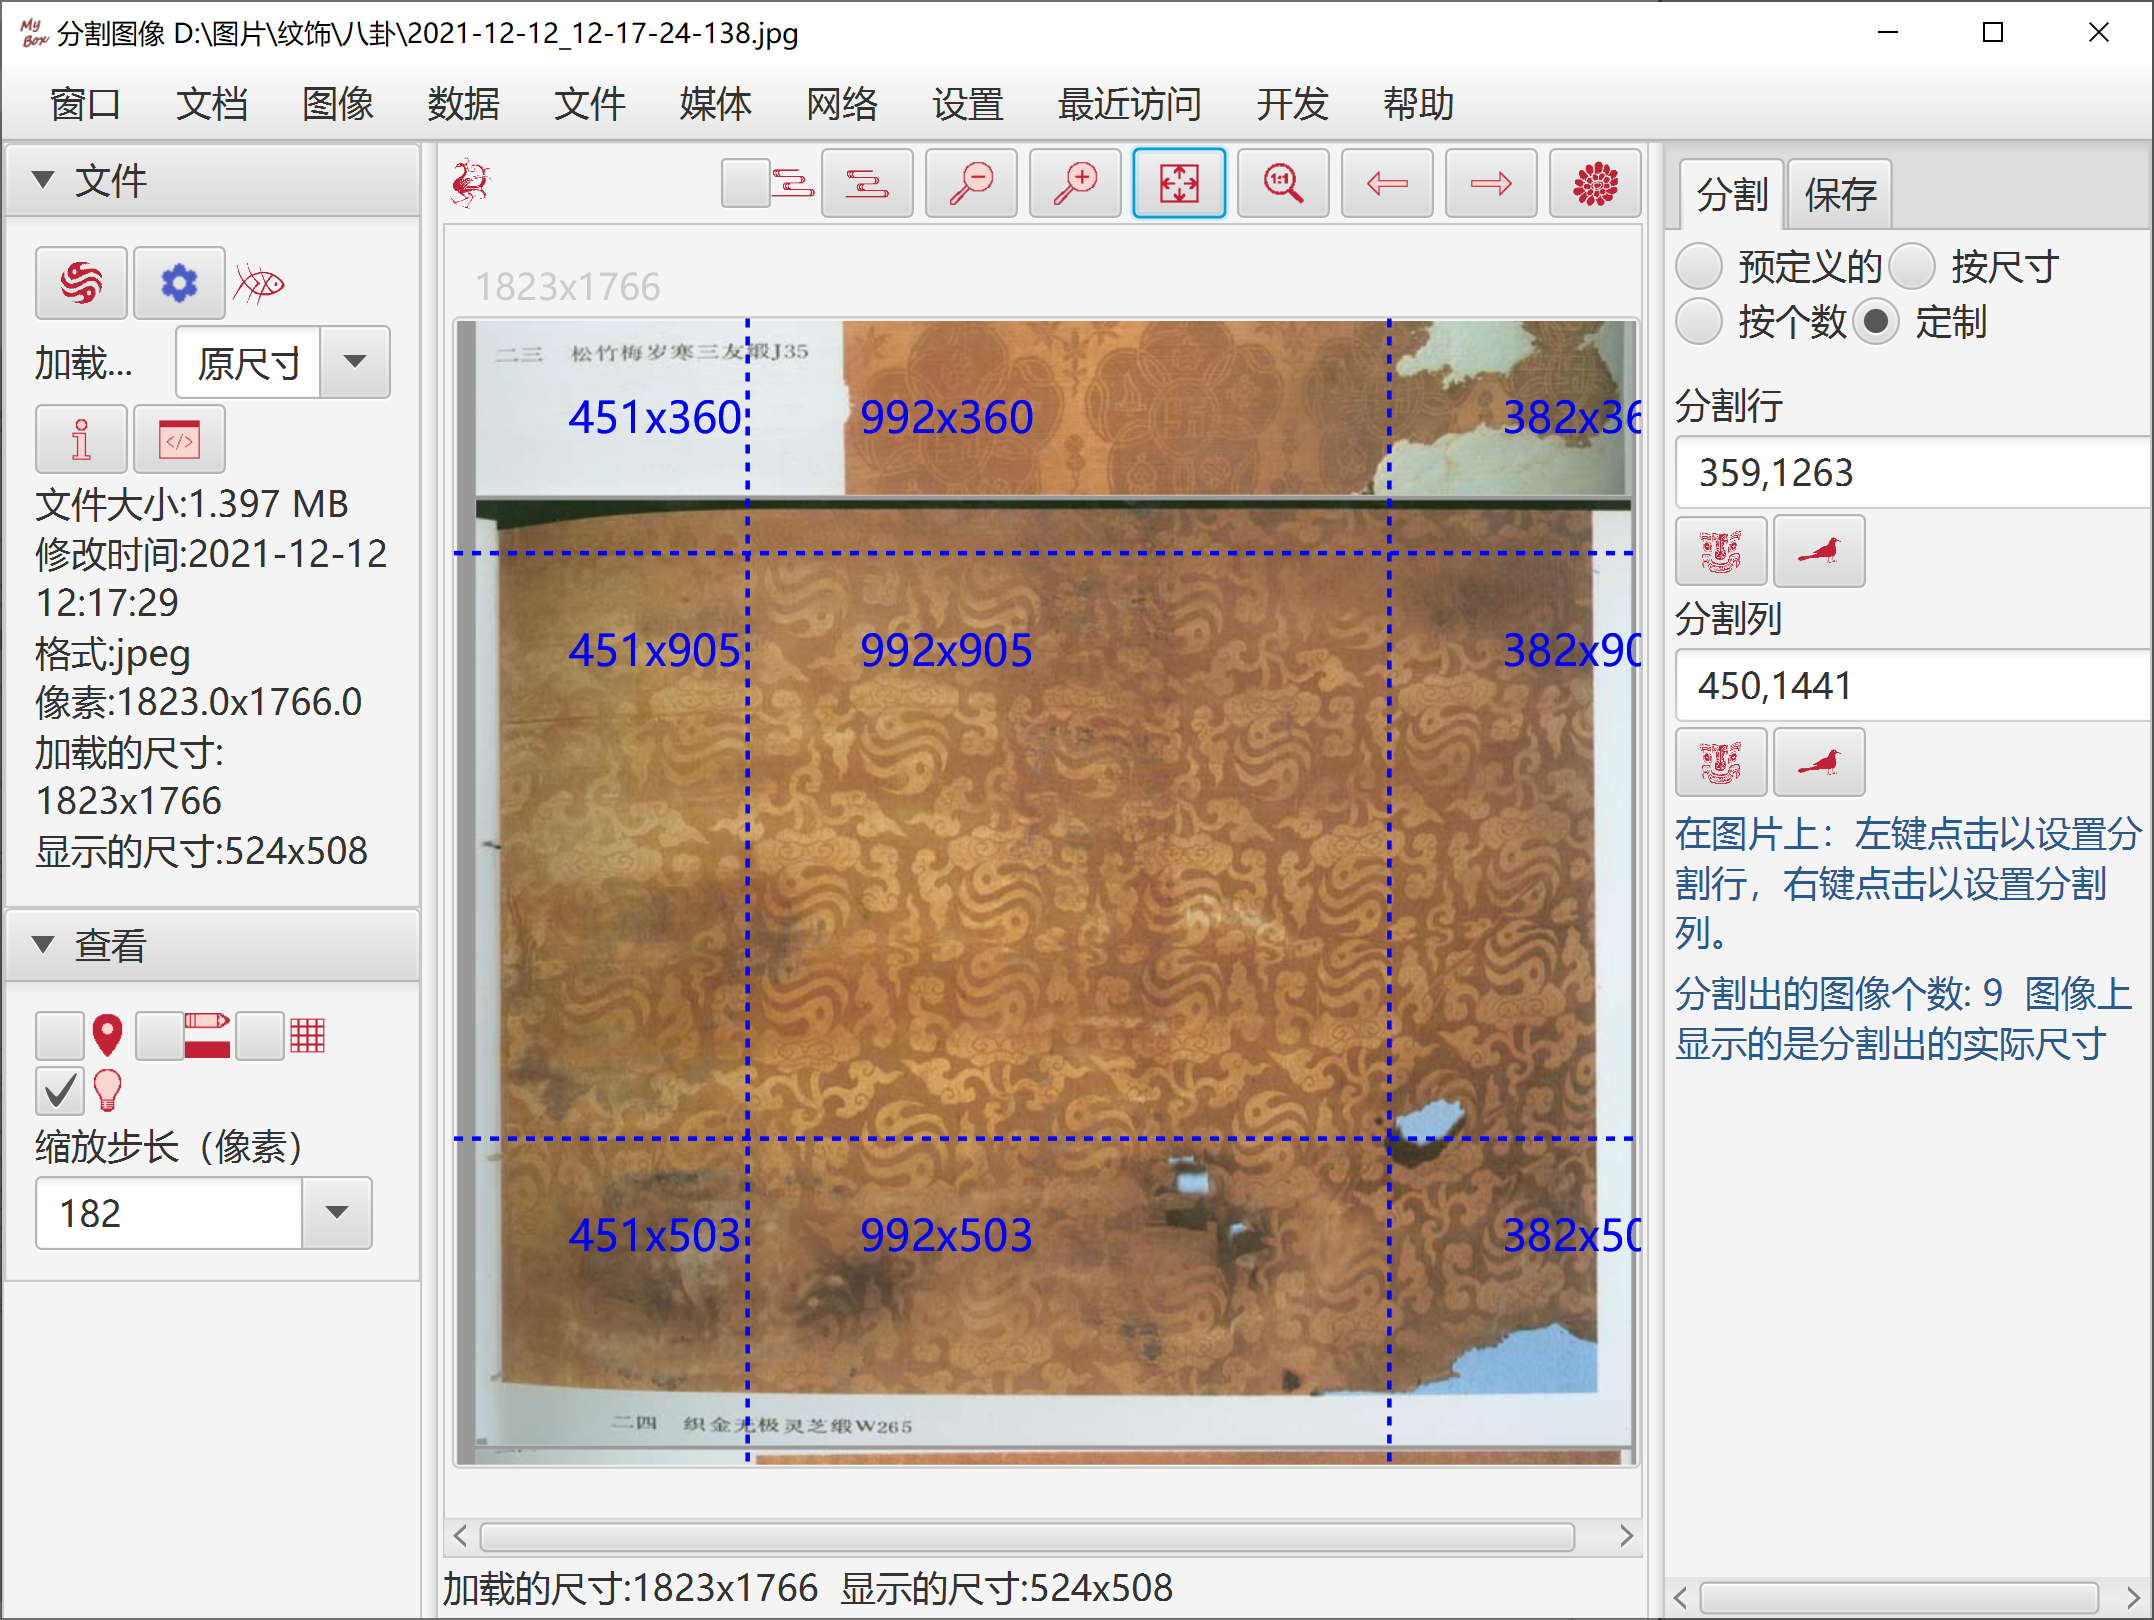 My Box 分割图像 D:\图片\纹饰\八卦\2021-12-12_12-17-24-138.jpg
窗口 文档 图像 数据 文件 媒体 网络 设置 最近访问 开发 帮助
文件
加载... 原尺寸
文件大小:1.397 MB
修改时间:2021-12-12
12:17:29
格式:jpeg
像素:1823.0x1766.0
加载的尺寸:
1823x1766
显示的尺寸:524x508
查看
缩放步长（像素）
182
1:1
1823x1766
二三 松竹梅岁寒三友缎J35
451x360 992x360 382x36
451x905 992x905 382x90
451x503 992x503 382x50
二四 织金无极灵芝缎W265
加载的尺寸:1823x1766 显示的尺寸:524x508
分割 保存
预定义的 按尺寸
按个数 定制
分割行
359,1263
分割列
450,1441
在图片上：左键点击以设置分
割行，右键点击以设置分割
列。
分割出的图像个数: 9 图像上
显示的是分割出的实际尺寸